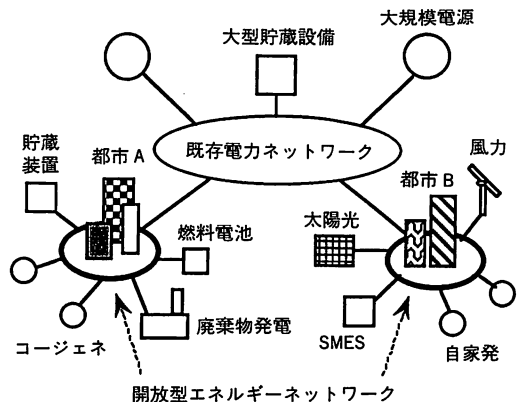 大規模電源
大型貯蔵設備
既存電力ネットワーク
貯蔵
装置
都市A
燃料電池
廃棄物発電
コージェネ
風力
都市B
太陽光
SMES
自家発
開放型エネルギーネットワーク